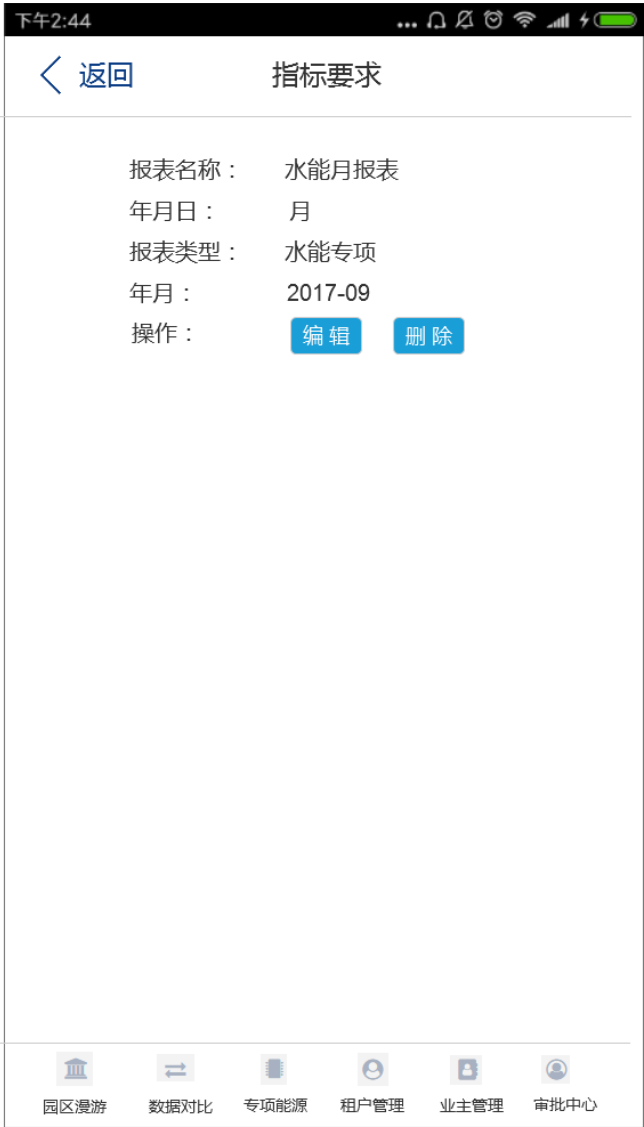 下午2:44
返回 指标要求
报表名称： 水能月报表
年月日： 月
报表类型： 水能专项
年月： 2017-09
操作： 编辑 删除
园区漫游 数据对比 专项能源 租户管理 业主管理 审批中心